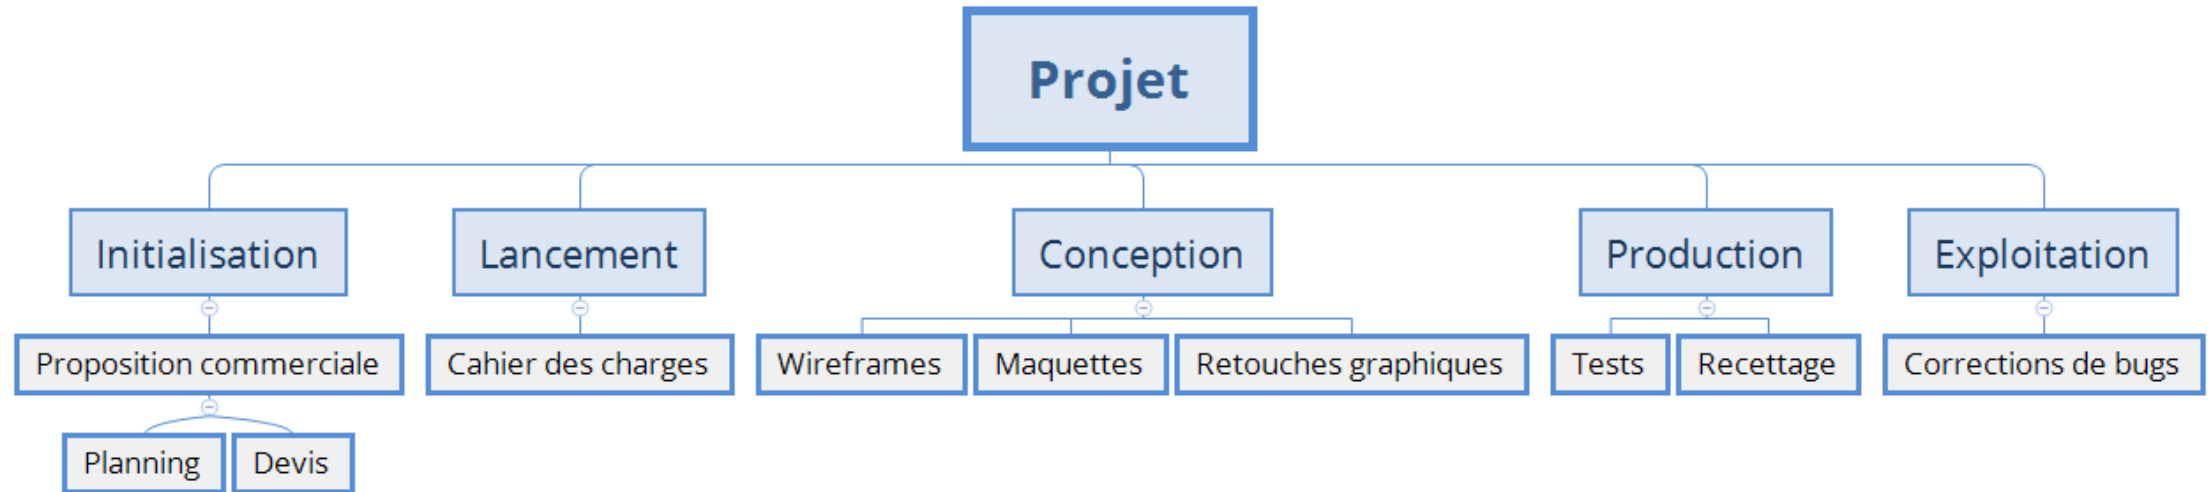 Projet
Initialisation
Lancement
Conception
Production
Exploitation
Proposition commerciale
Cahier des charges
Wireframes
Maquettes
Retouches graphiques
Tests
Recettage
Corrections de bugs
Planning
Devis